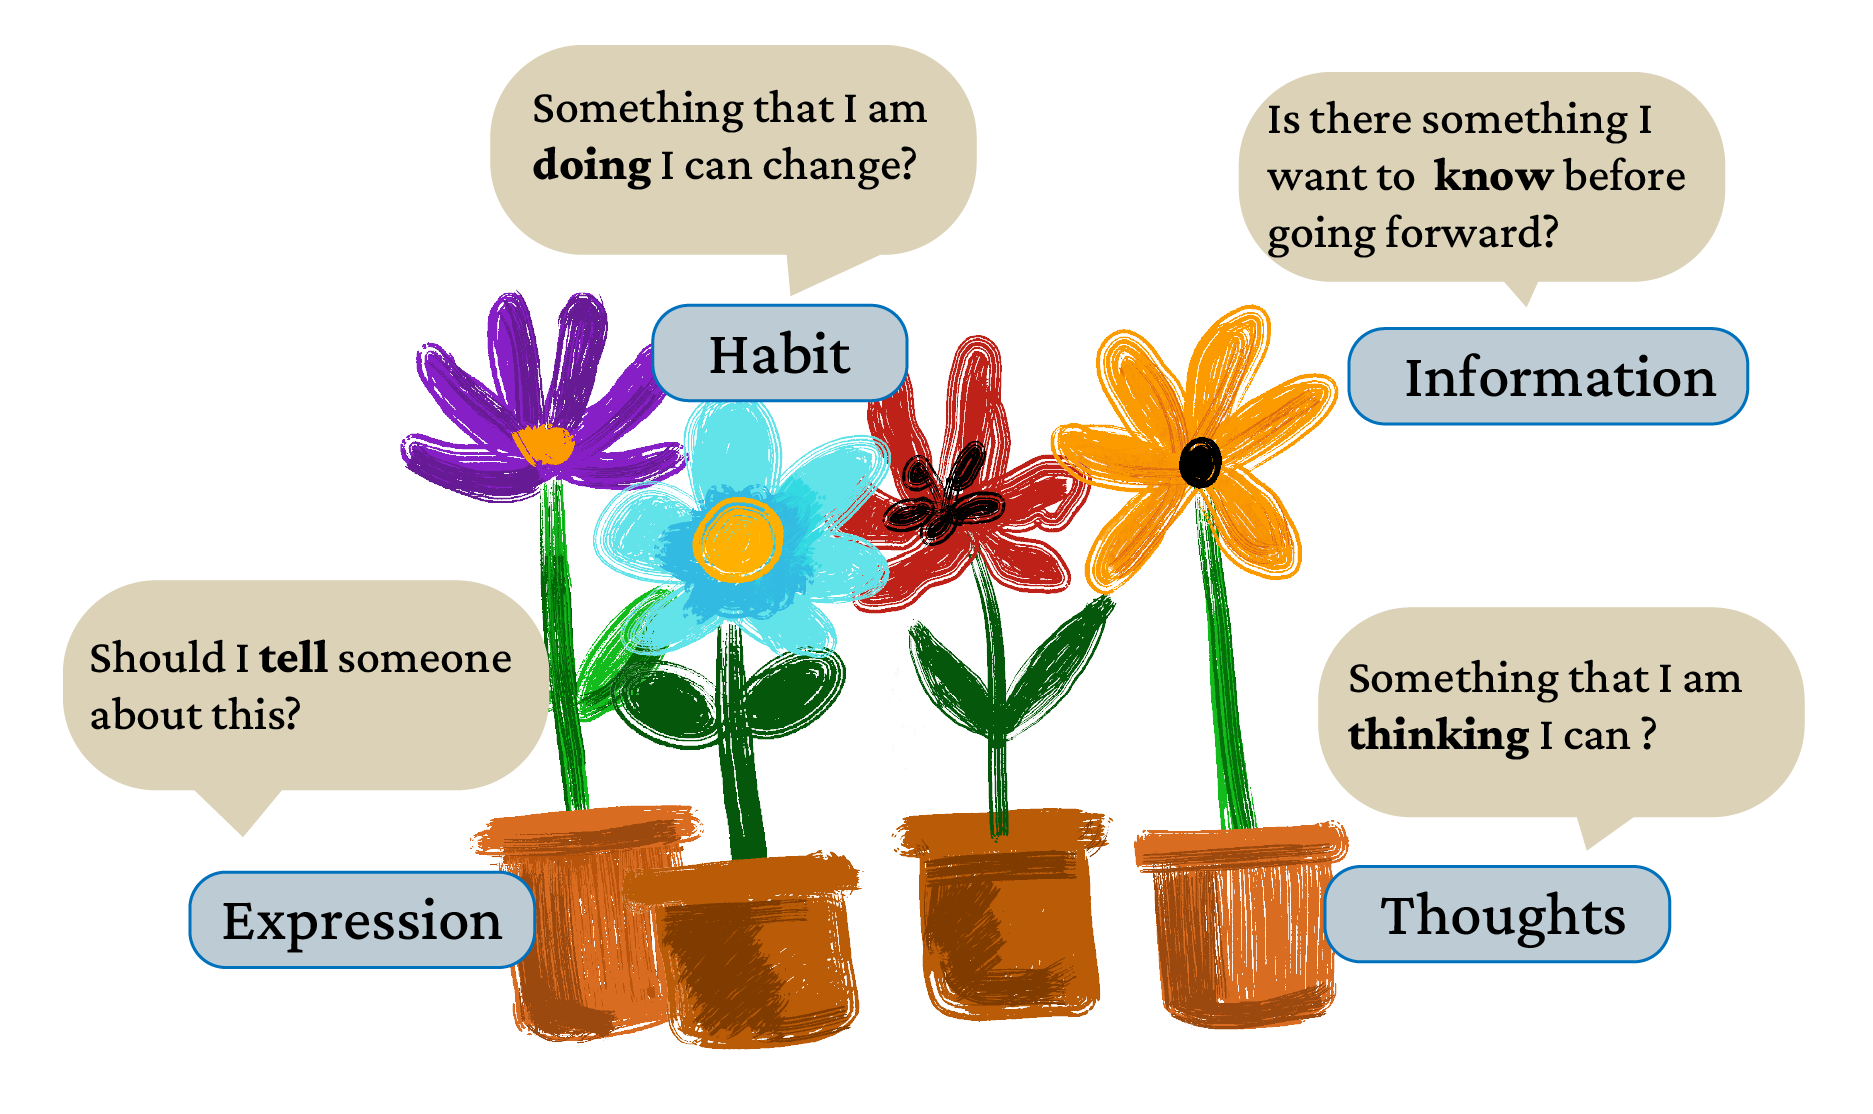 Something that I am
doing I can change?
Habit
Is there something I
want to know before
going forward?
Information
Should I tell someone
about this?
Expression
Something that I am
thinking I can ?
Thoughts